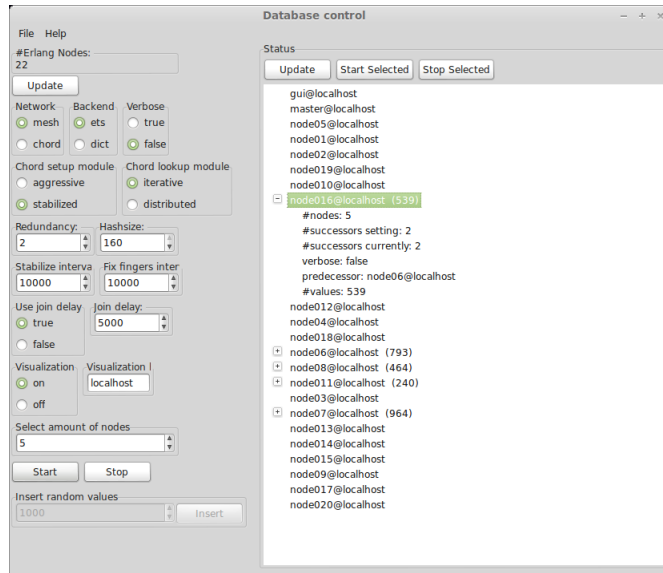 Database control
File Help
#Erlang Nodes:
22
Update
Network Backend Verbose
mesh ets true
chord dict false
Chord setup module Chord lookup module
aggressive iterative
stabilized distributed
Redundancy: Hashsize:
2 160
Stabilize interva Fix fingers inter
10000 10000
Use join delay Join delay:
true 5000
false
Visualization Visualization l
on localhost
off
Select amount of nodes
5
Start Stop
Insert random values
1000 Insert
Status
Update Start Selected Stop Selected
gui@localhost
master@localhost
node05@localhost
node01@localhost
node02@localhost
node019@localhost
node010@localhost
node016@localhost (539)
#nodes: 5
#successors setting: 2
#successors currently: 2
verbose: false
predecessor: node06@localhost
#values: 539
node012@localhost
node04@localhost
node018@localhost
node06@localhost (793)
node08@localhost (464)
node011@localhost (240)
node03@localhost
node07@localhost (964)
node013@localhost
node014@localhost
node015@localhost
node09@localhost
node017@localhost
node020@localhost